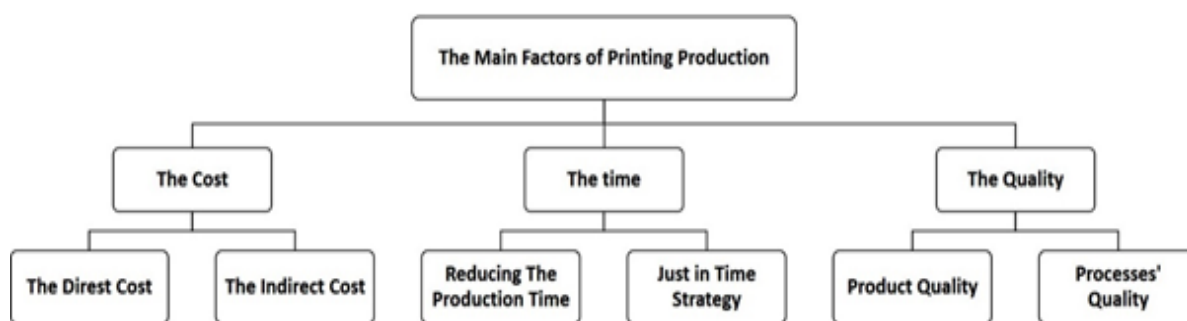 The Main Factors of Printing Production
The Cost
The time
The Quality
The Direst Cost
The Indirect Cost
Reducing The
Production Time
Just in Time
Strategy
Product Quality
Processes'
Quality